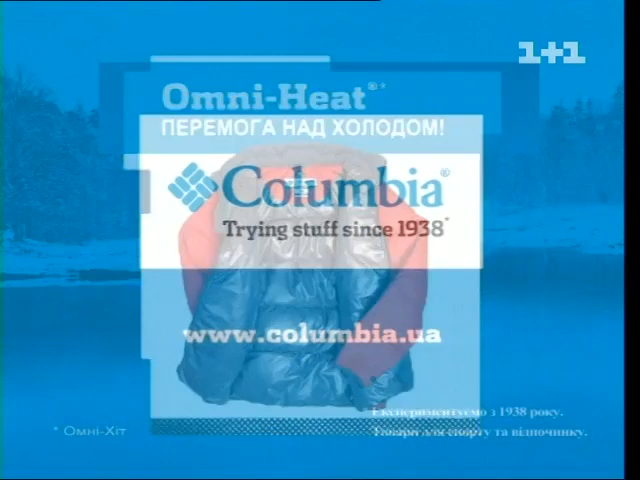 1+1
Omni-Heat®*
ПЕРЕМОГА НАД ХОЛОДОМ!
Columbia®
Trying stuff since 1938*
www.columbia.ua
Експериментуємо з 1938 року.
* Омні-Хіт
Товари для спорту та відпочинку.